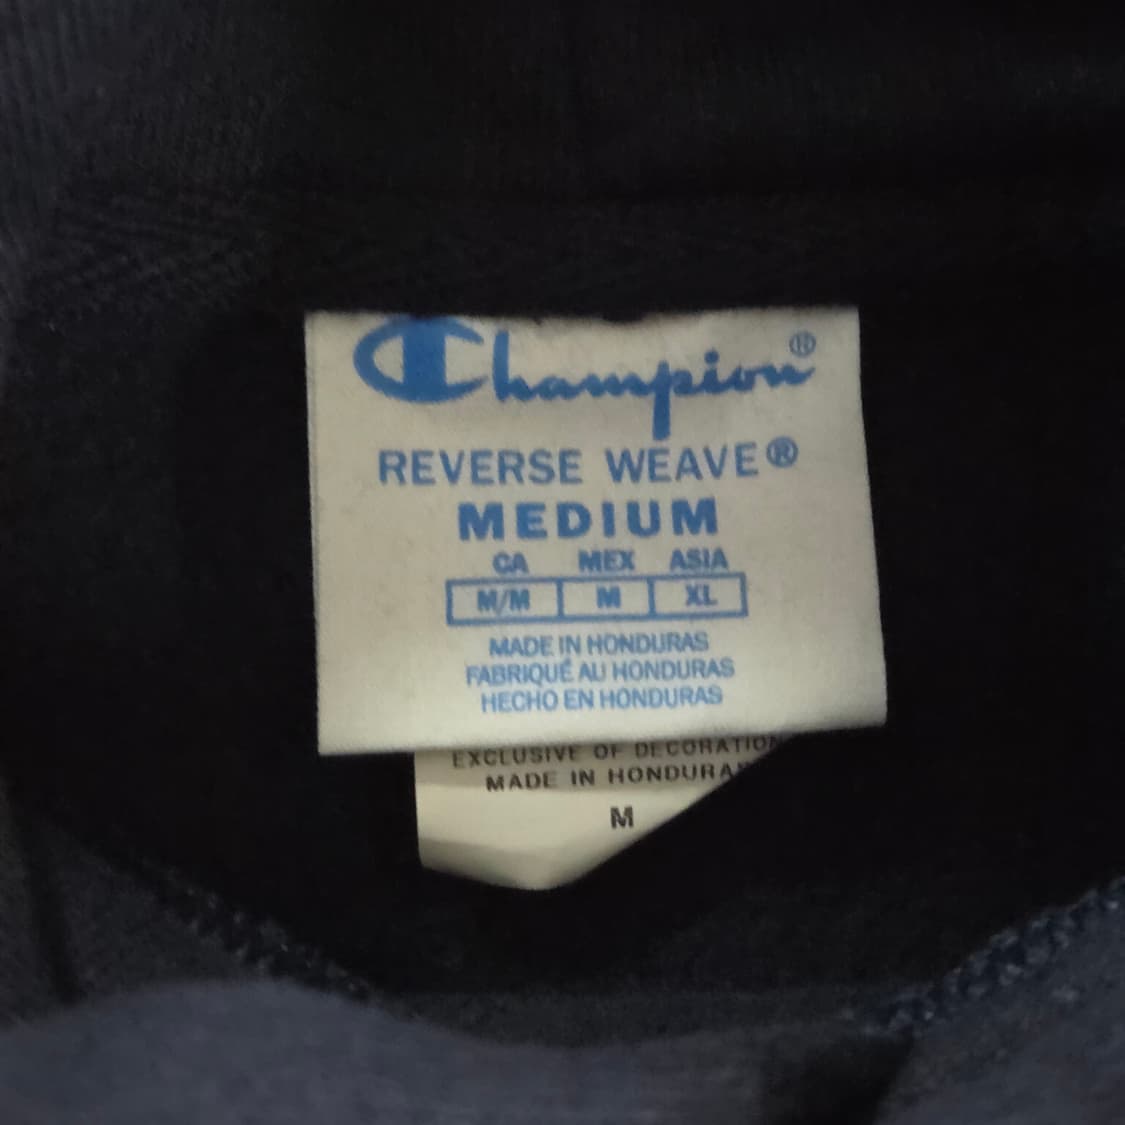 Champion®
REVERSE WEAVE®
MEDIUM
CA MEX ASIA
M/M M XL
MADE IN HONDURAS
FABRIQUÉ AU HONDURAS
HECHO EN HONDURAS
EXCLUSIVE OF DECORATION
MADE IN HONDURA
M